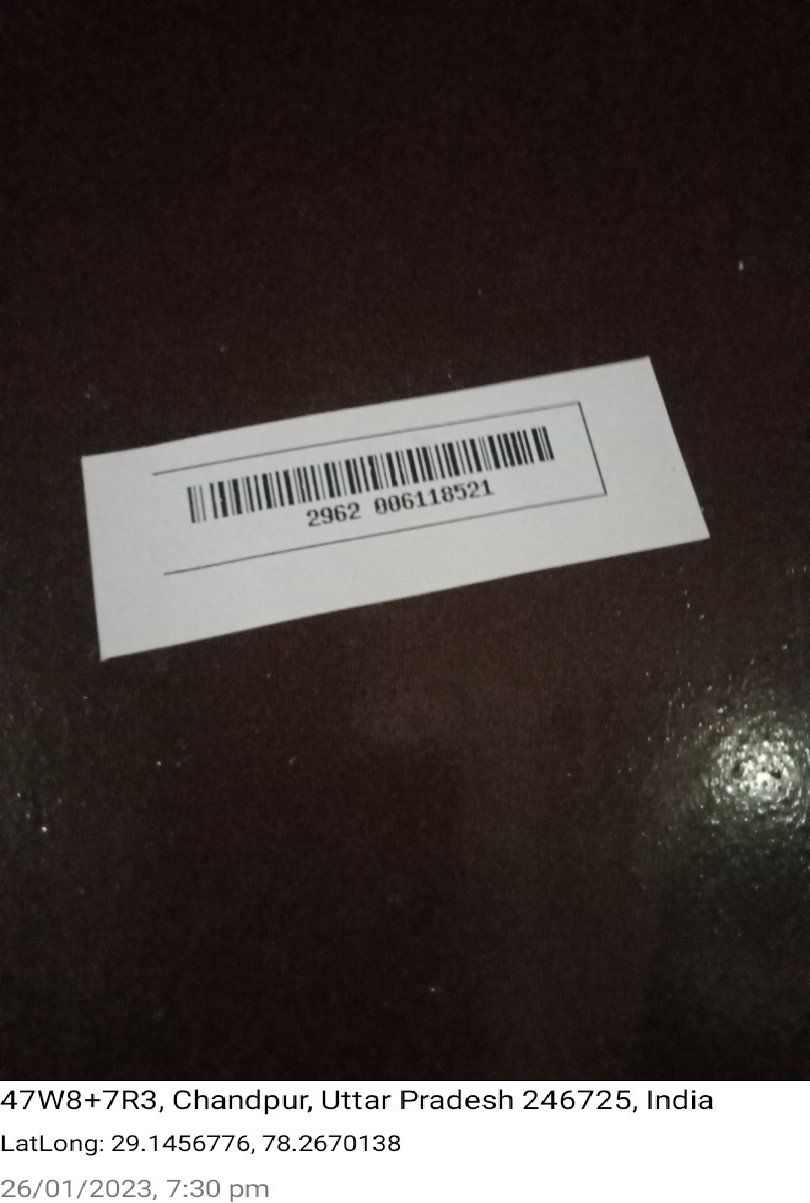 2962 006118521
47W8+7R3, Chandpur, Uttar Pradesh 246725, India
LatLong: 29.1456776, 78.2670138
26/01/2023, 7:30 pm